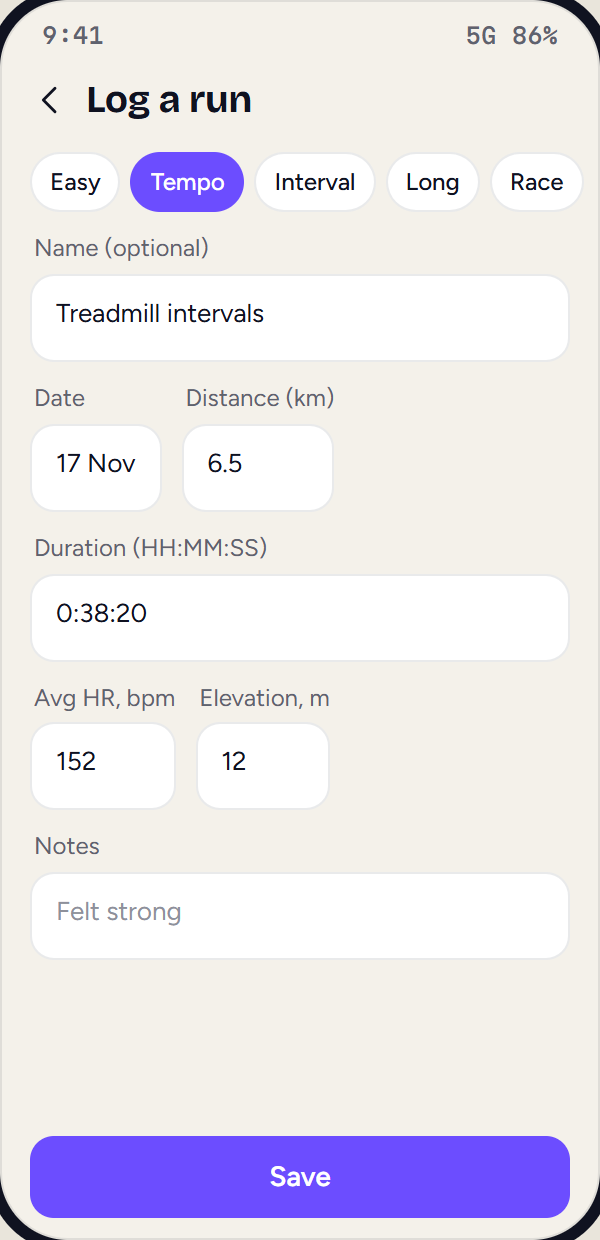 9:41 5G 86%
Log a run
Easy Tempo Interval Long Race
Name (optional)
Treadmill intervals
Date Distance (km)
17 Nov 6.5
Duration (HH:MM:SS)
0:38:20
Avg HR, bpm Elevation, m
152 12
Notes
Felt strong
Save